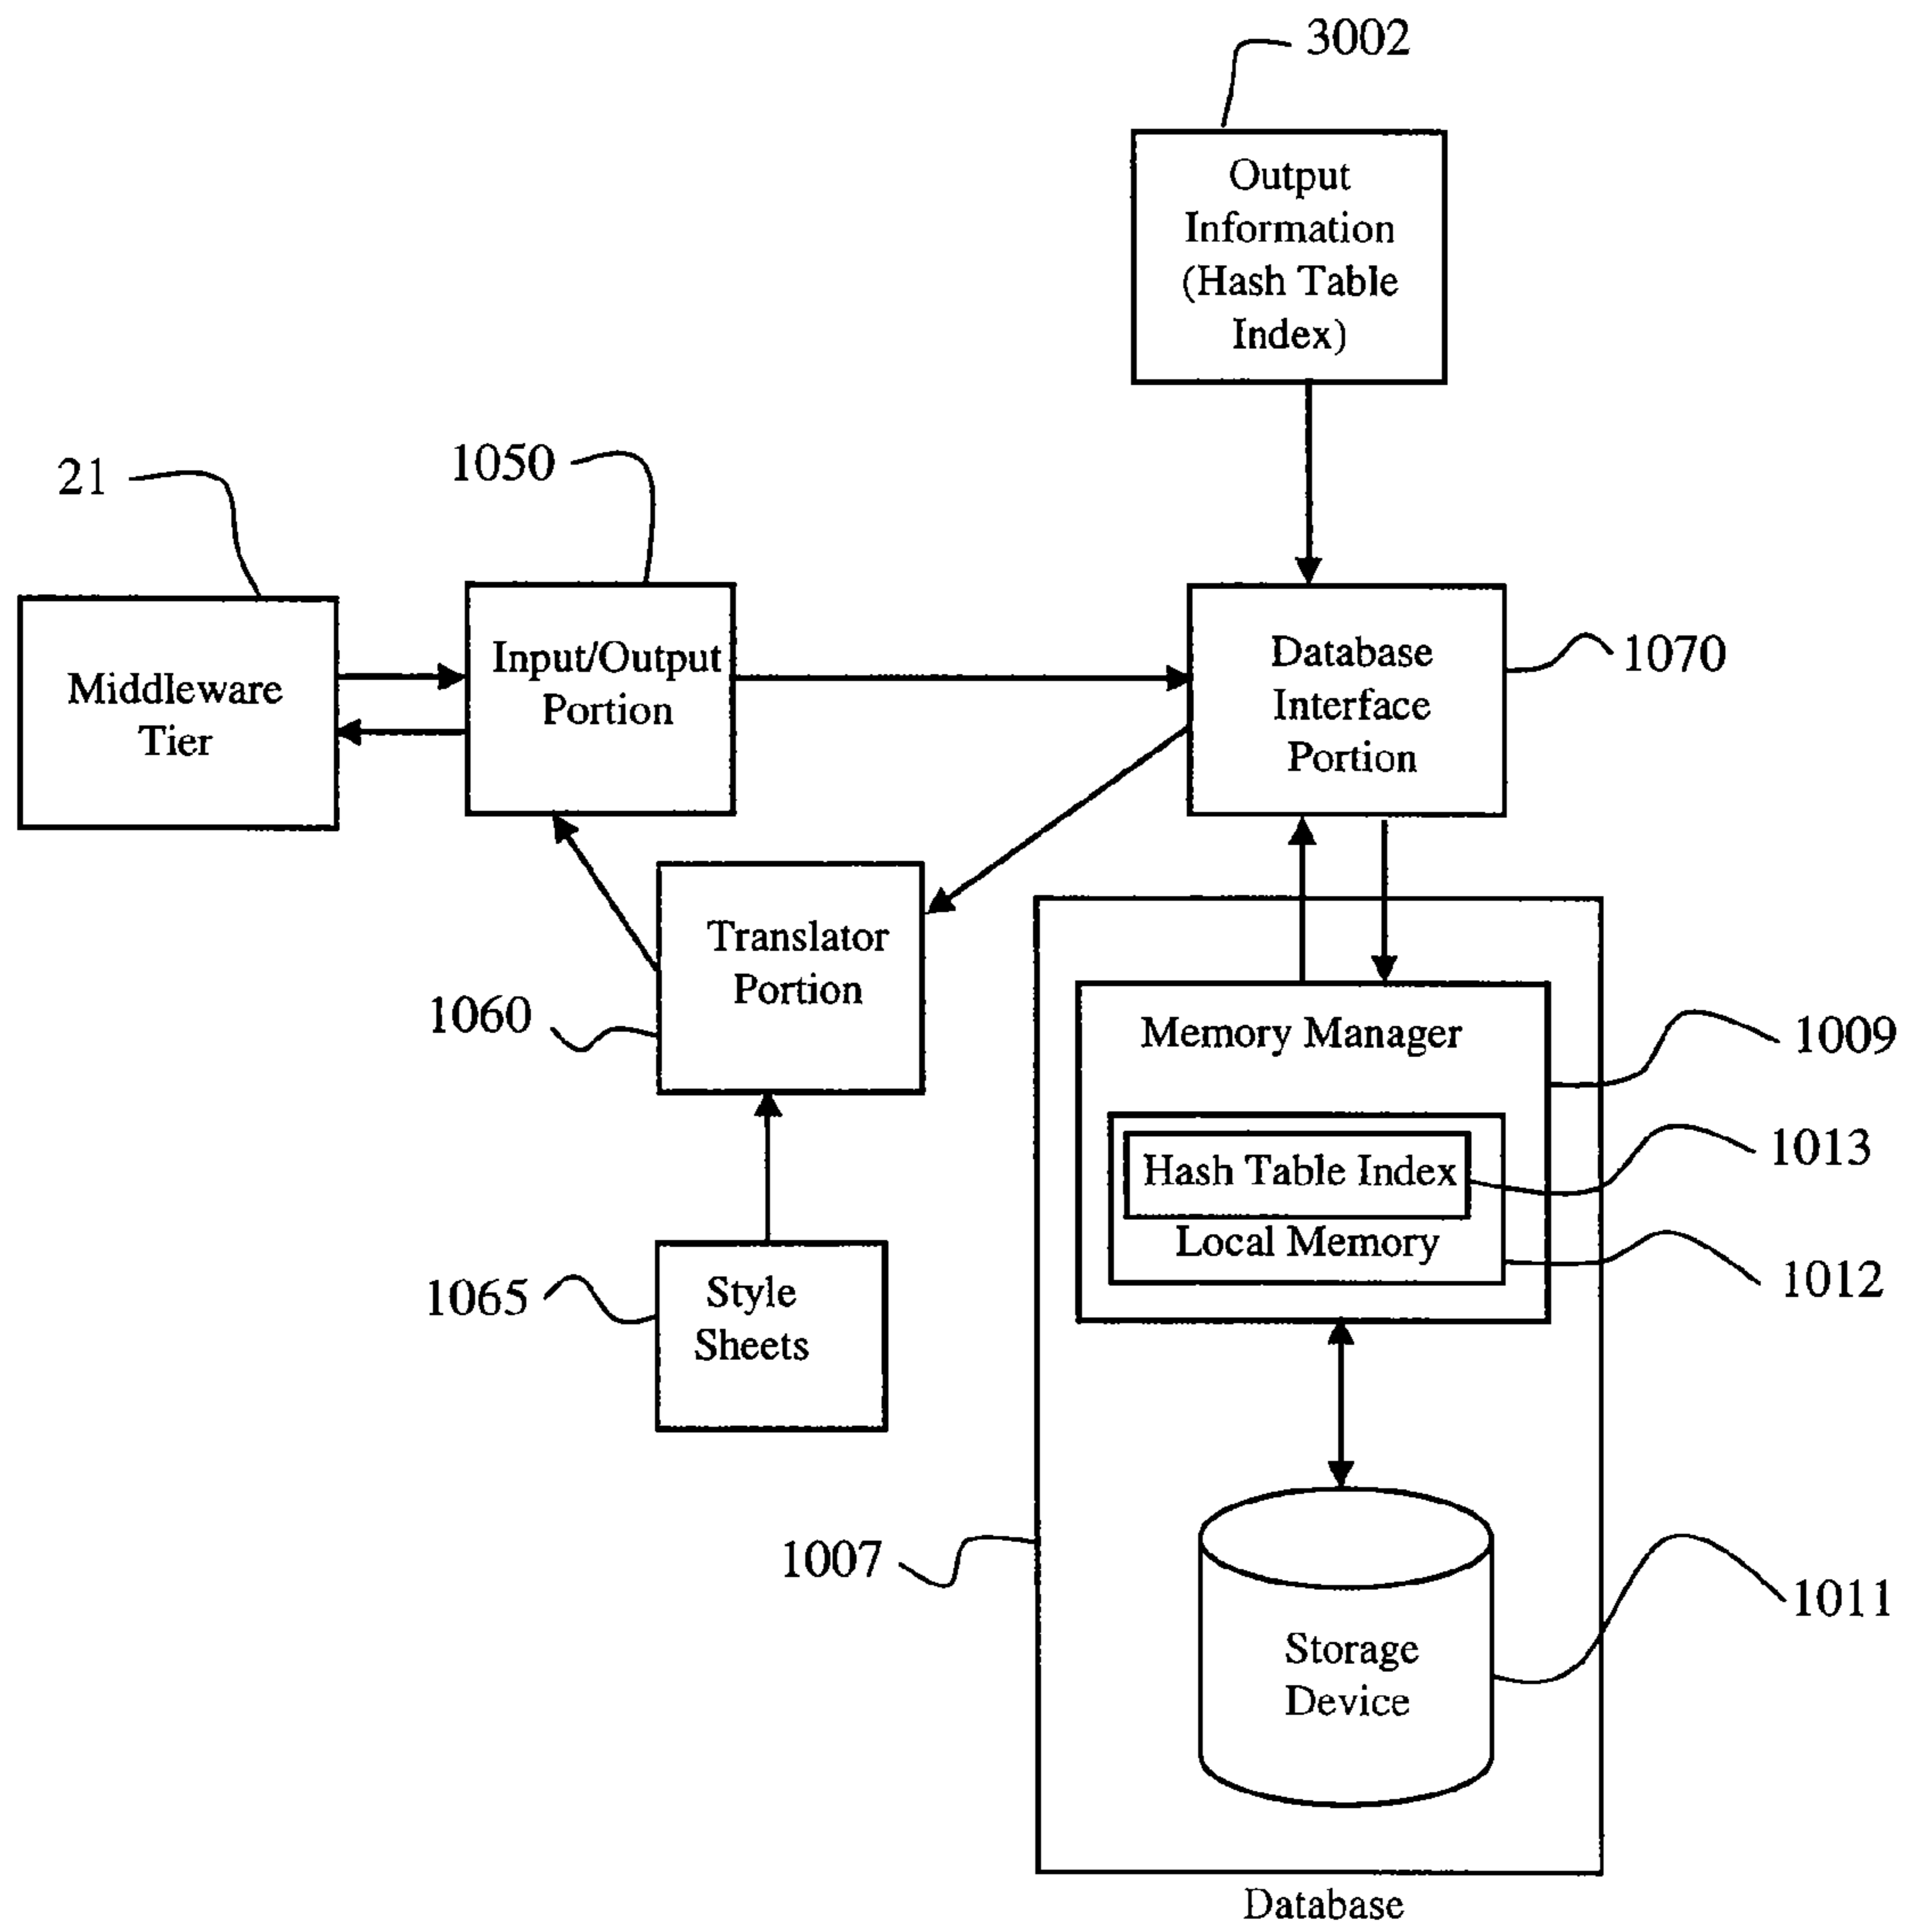 3002
Output
Information
(Hash Table
Index)
21
1050
Middleware
Tier
Input/Output
Portion
Database
Interface
Portion
1070
Translator
Portion
1060
Memory Manager
1009
Hash Table Index
1013
Local Memory
1012
Style
Sheets
1065
1007
Storage
Device
1011
Database